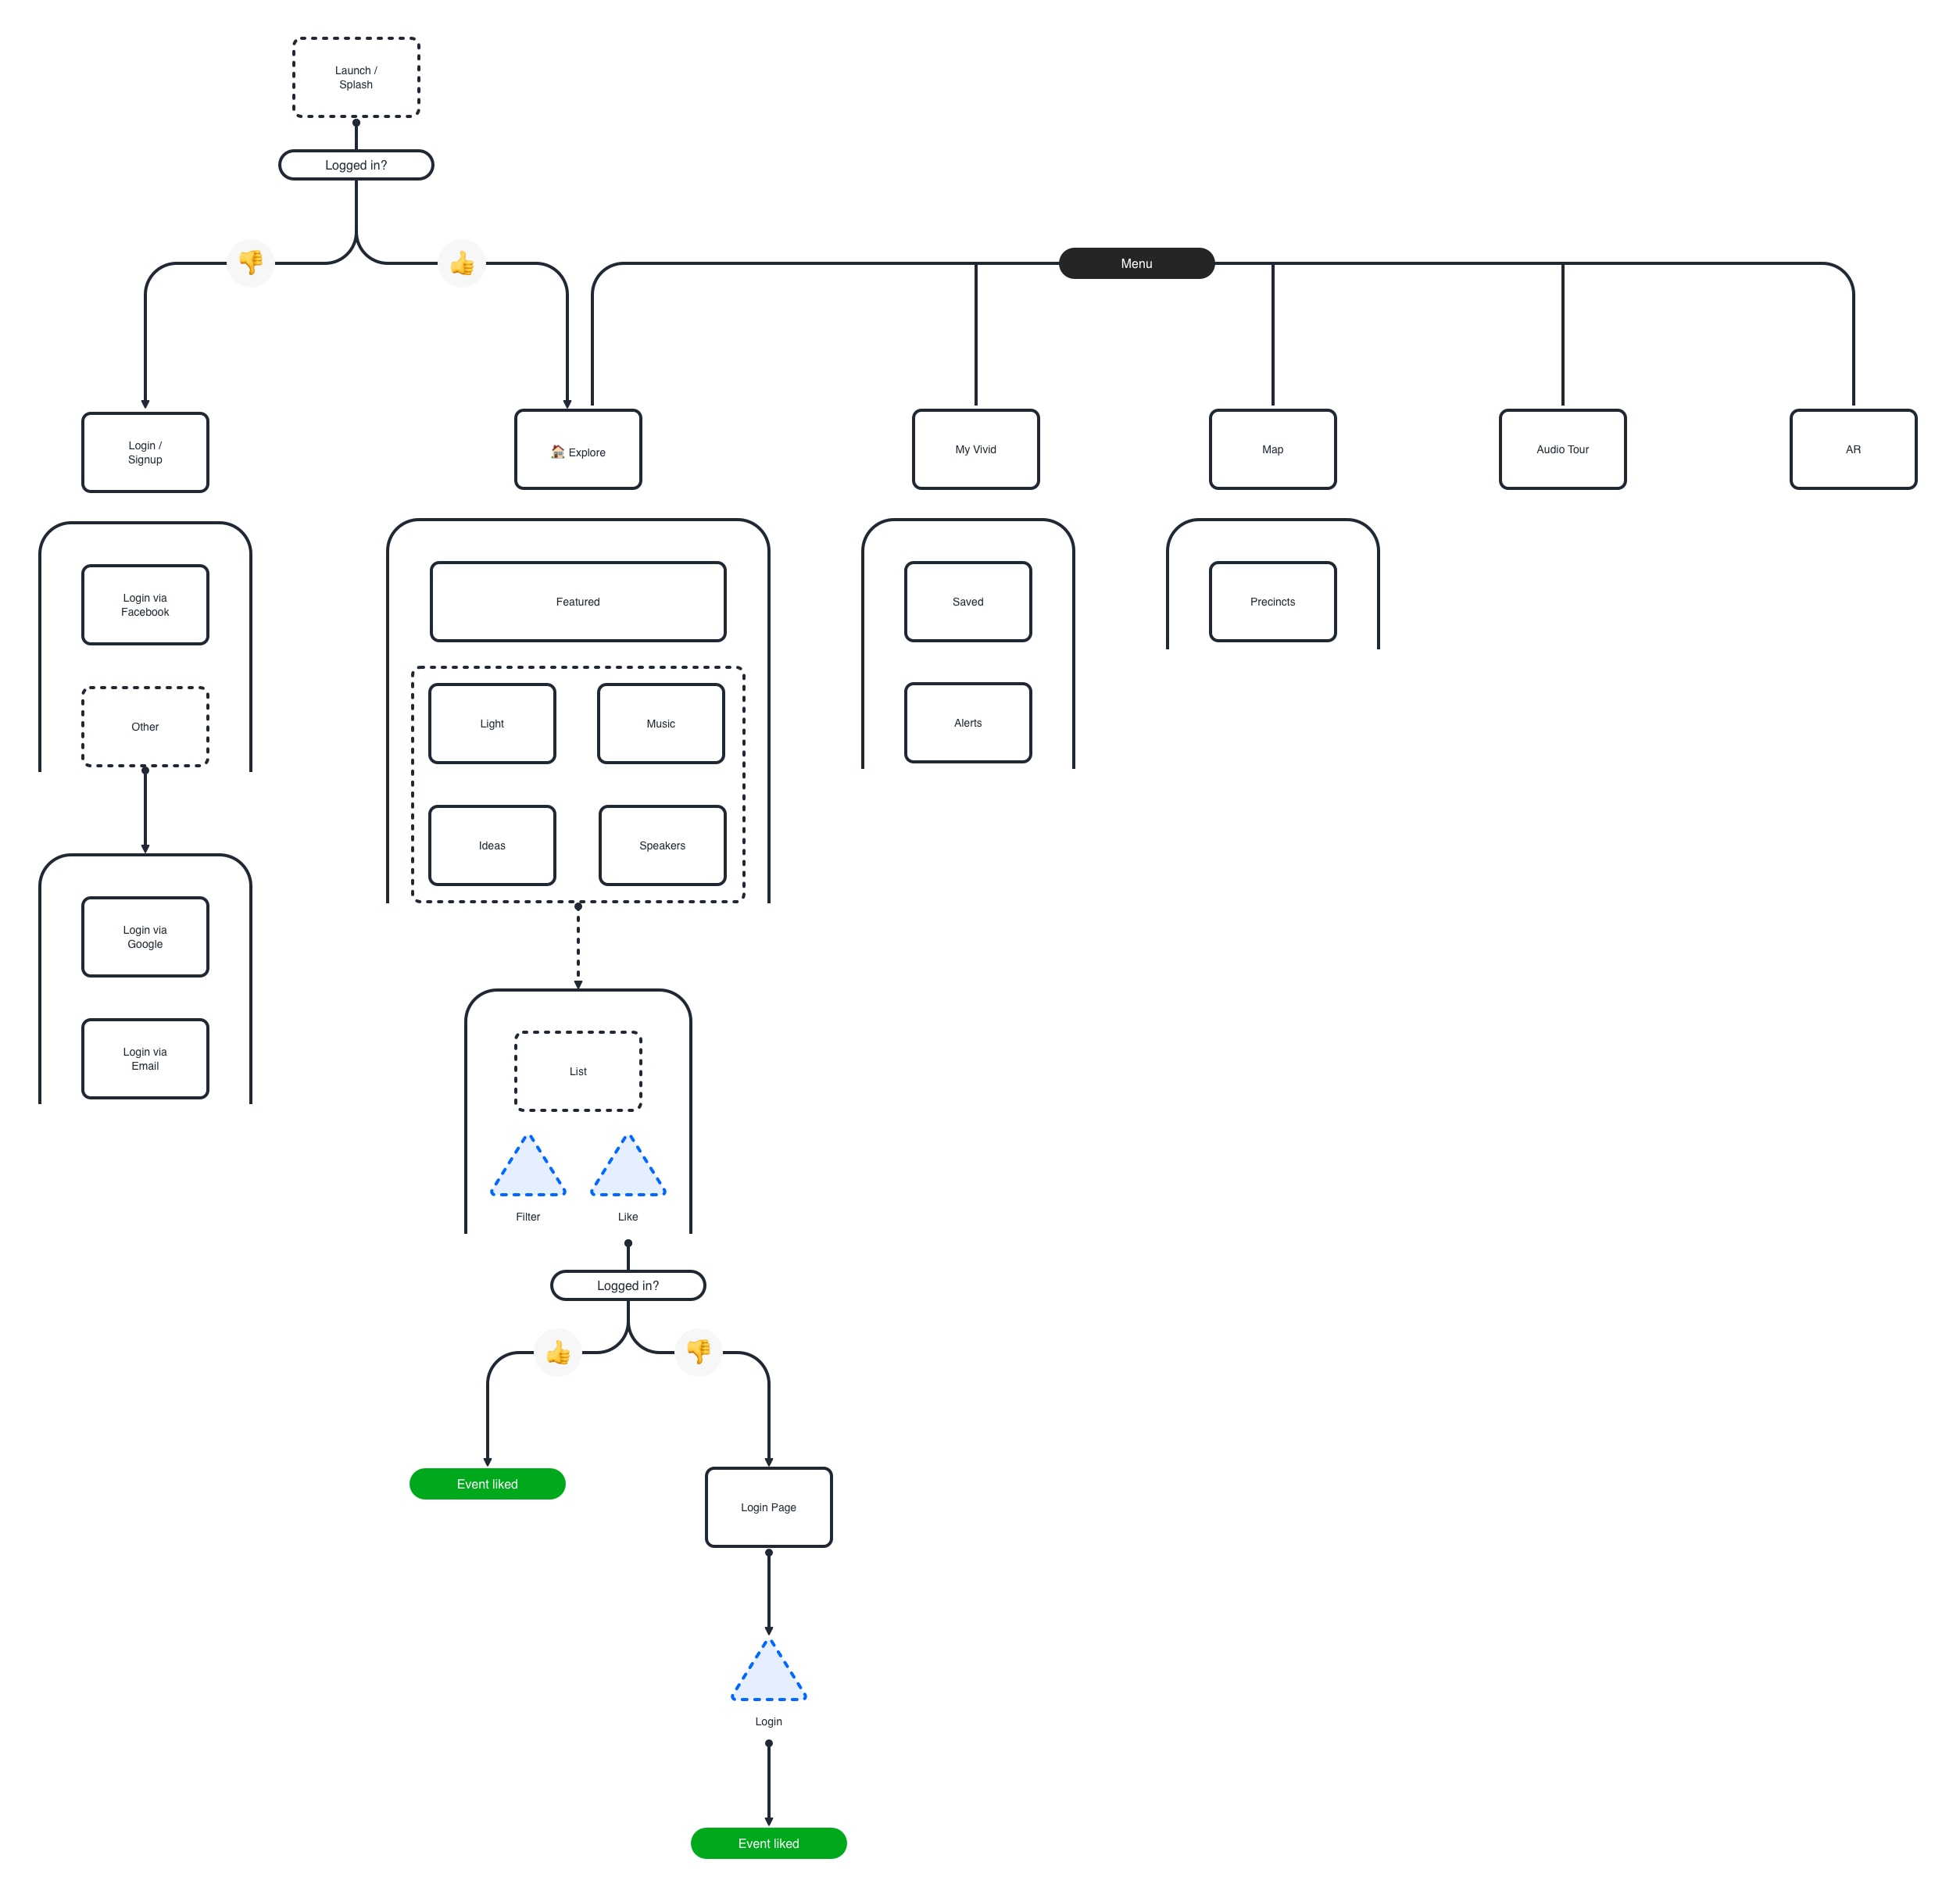 Launch /
Splash
Logged in?
Menu
Login /
Signup
Explore
My Vivid
Map
Audio Tour
AR
Login via
Facebook
Other
Login via
Google
Login via
Email
Featured
Light
Music
Ideas
Speakers
Saved
Alerts
Precincts
List
Filter
Like
Logged in?
Event liked
Login Page
Login
Event liked